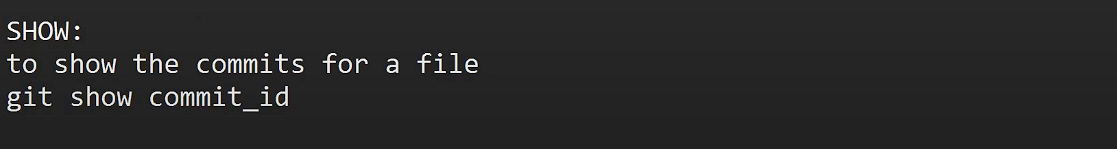 SHOW:
to show the commits for a file
git show commit_id